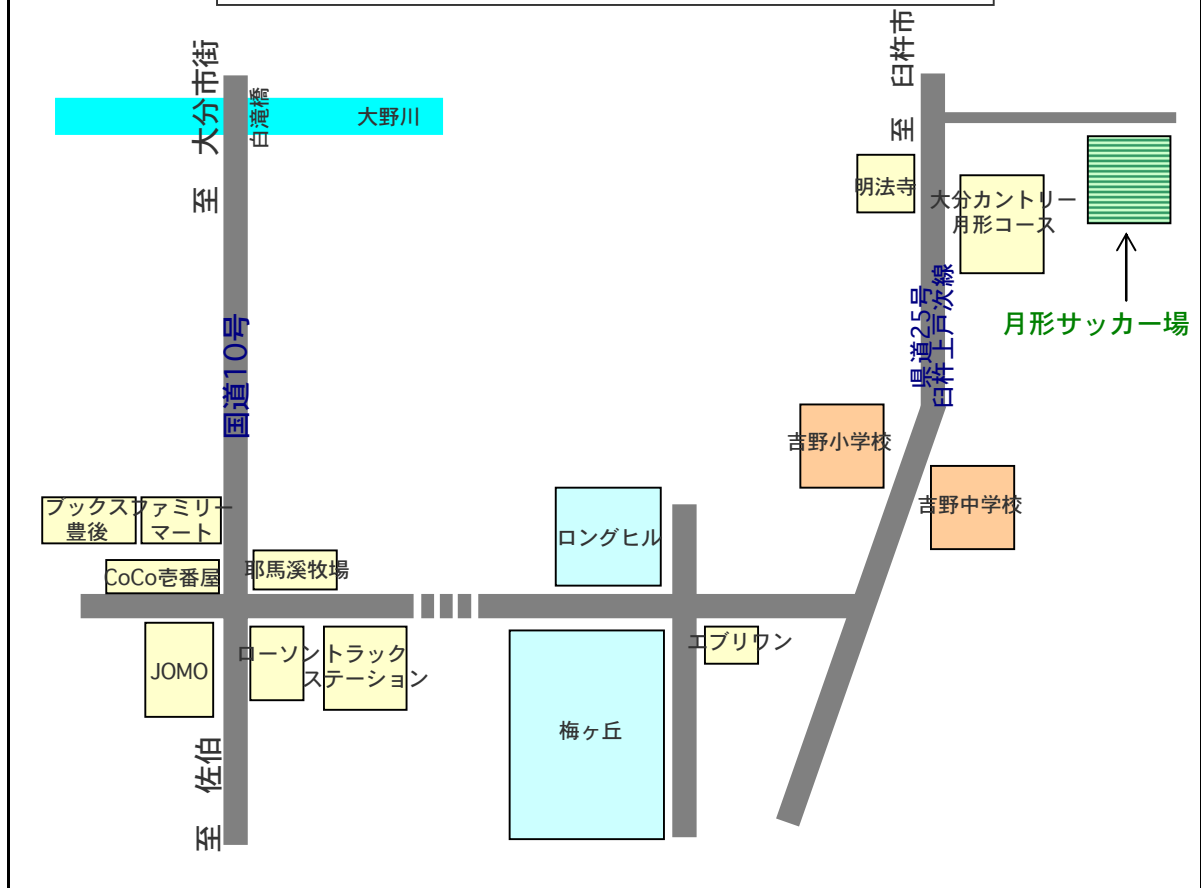 至　大分市街
白滝橋
大野川
至　臼杵市
明法寺
大分カントリー
月形コース
月形サッカー場
国道10号
県道25号
臼杵上戸次線
吉野小学校
吉野中学校
ブックス
豊後
ファミリー
マート
CoCo壱番屋
耶馬溪牧場
ロングヒル
JOMO
ローソン
トラック
ステーション
エブリワン
梅ヶ丘
至　佐伯